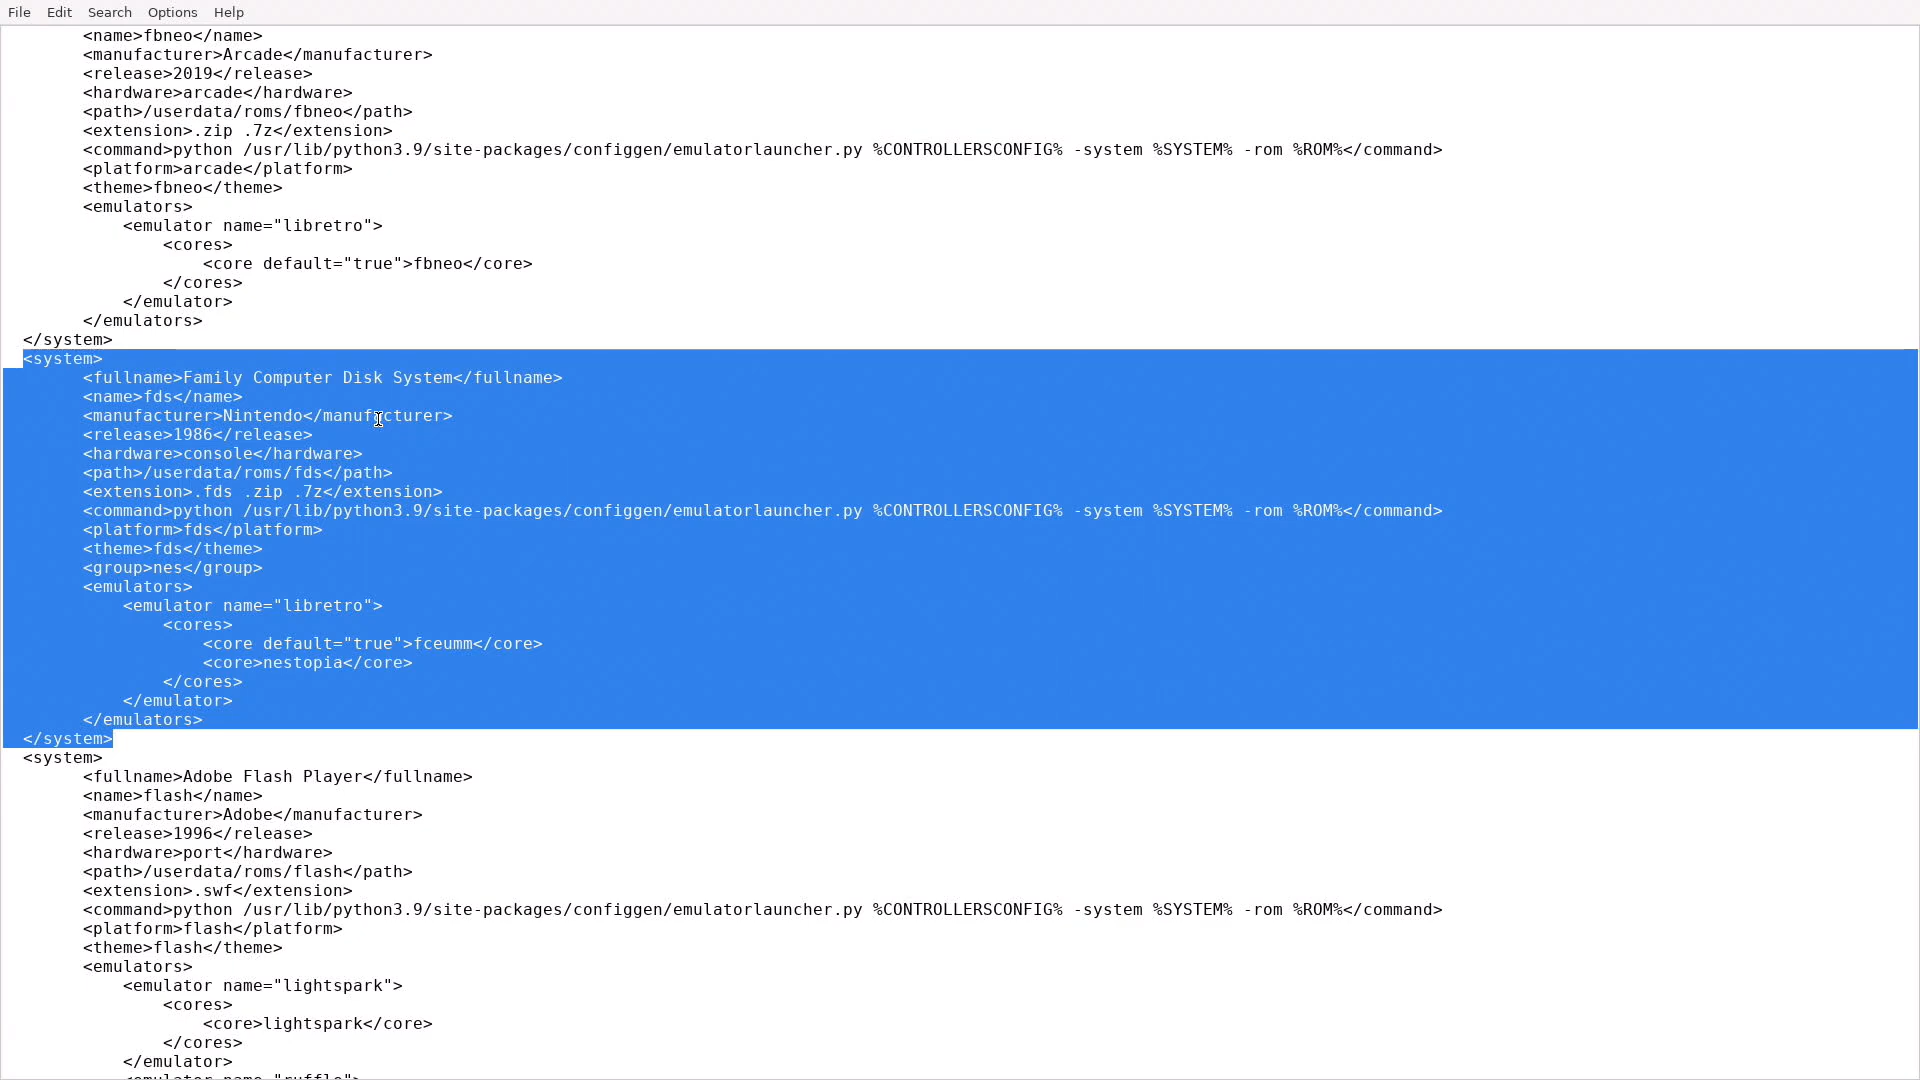 File Edit Search Options Help
<name>fbneo</name>
<manufacturer>Arcade</manufacturer>
<release>2019</release>
<hardware>arcade</hardware>
<path>/userdata/roms/fbneo</path>
<extension>.zip .7z</extension>
<command>python /usr/lib/python3.9/site-packages/configgen/emulatorlauncher.py %CONTROLLERSCONFIG% -system %SYSTEM% -rom %ROM%</command>
<platform>arcade</platform>
<theme>fbneo</theme>
<emulators>
<emulator name="libretro">
<cores>
<core default="true">fbneo</core>
</cores>
</emulator>
</emulators>
</system>
<system>
<fullname>Family Computer Disk System</fullname>
<name>fds</name>
<manufacturer>Nintendo</manufacturer>
<release>1986</release>
<hardware>console</hardware>
<path>/userdata/roms/fds</path>
<extension>.fds .zip .7z</extension>
<command>python /usr/lib/python3.9/site-packages/configgen/emulatorlauncher.py %CONTROLLERSCONFIG% -system %SYSTEM% -rom %ROM%</command>
<platform>fds</platform>
<theme>fds</theme>
<group>nes</group>
<emulators>
<emulator name="libretro">
<cores>
<core default="true">fceumm</core>
<core>nestopia</core>
</cores>
</emulator>
</emulators>
</system>
<system>
<fullname>Adobe Flash Player</fullname>
<name>flash</name>
<manufacturer>Adobe</manufacturer>
<release>1996</release>
<hardware>port</hardware>
<path>/userdata/roms/flash</path>
<extension>.swf</extension>
<command>python /usr/lib/python3.9/site-packages/configgen/emulatorlauncher.py %CONTROLLERSCONFIG% -system %SYSTEM% -rom %ROM%</command>
<platform>flash</platform>
<theme>flash</theme>
<emulators>
<emulator name="lightspark">
<cores>
<core>lightspark</core>
</cores>
</emulator>
<emulator name="ruffle">